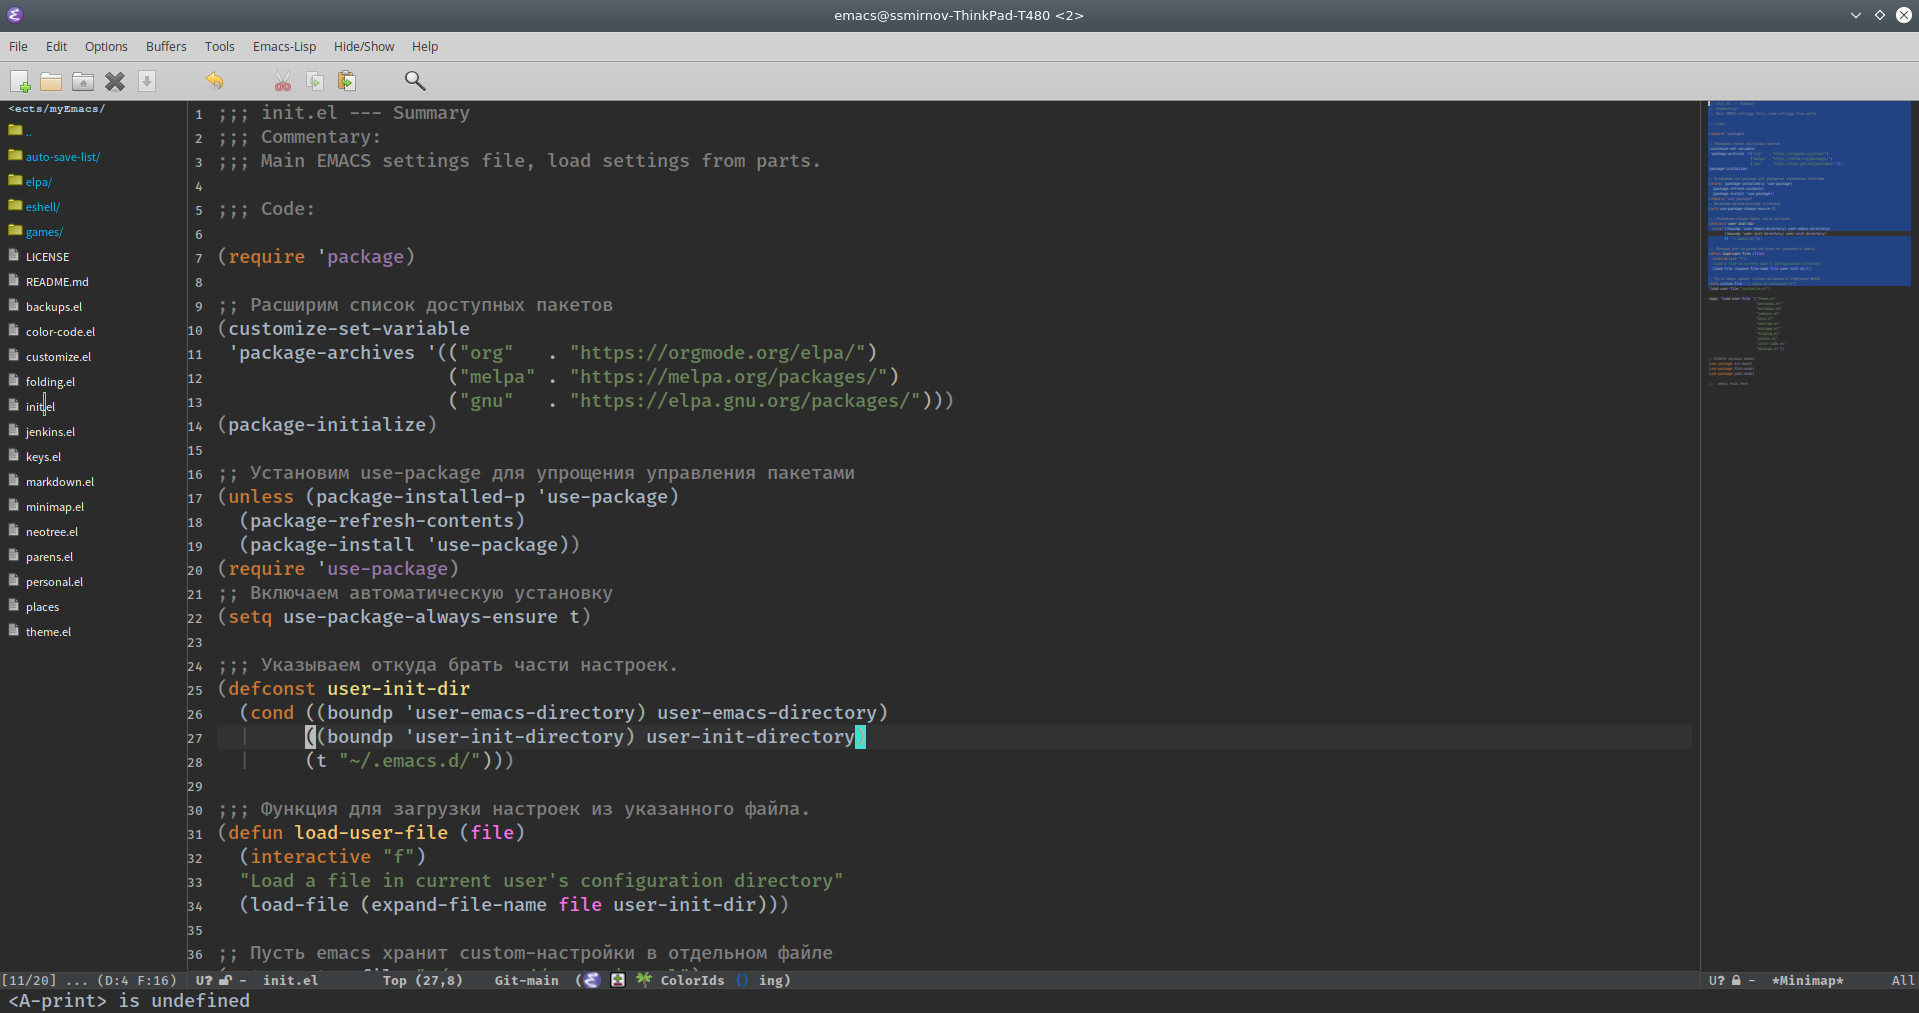 emacs@ssmirnov-ThinkPad-T480 <2>
File Edit Options Buffers Tools Emacs-Lisp Hide/Show Help
<ects/myEmacs/
..
auto-save-list/
elpa/
eshell/
games/
LICENSE
README.md
backups.el
color-code.el
customize.el
folding.el
init.el
jenkins.el
keys.el
markdown.el
minimap.el
neotree.el
parens.el
personal.el
places
theme.el
1 ;;; init.el --- Summary
2 ;;; Commentary:
3 ;;; Main EMACS settings file, load settings from parts.
4
5 ;;; Code:
6
7 (require 'package)
8
9 ;; Расширим список доступных пакетов
10 (customize-set-variable
11  'package-archives '(("org"   . "https://orgmode.org/elpa/")
12                      ("melpa" . "https://melpa.org/packages/")
13                      ("gnu"   . "https://elpa.gnu.org/packages/")))
14 (package-initialize)
15
16 ;; Установим use-package для упрощения управления пакетами
17 (unless (package-installed-p 'use-package)
18   (package-refresh-contents)
19   (package-install 'use-package))
20 (require 'use-package)
21 ;; Включаем автоматическую установку
22 (setq use-package-always-ensure t)
23
24 ;;; Указываем откуда брать части настроек.
25 (defconst user-init-dir
26   (cond ((boundp 'user-emacs-directory) user-emacs-directory)
27   |     ((boundp 'user-init-directory) user-init-directory)
28   |     (t "~/.emacs.d/")))
29
30 ;;; Функция для загрузки настроек из указанного файла.
31 (defun load-user-file (file)
32   (interactive "f")
33   "Load a file in current user's configuration directory"
34   (load-file (expand-file-name file user-init-dir)))
35
36 ;; Пусть emacs хранит custom-настройки в отдельном файле
[11/20] ... (D:4 F:16) U? - init.el Top (27,8) Git-main ( ColorIds {} ing) U? - *Minimap* All
<A-print> is undefined